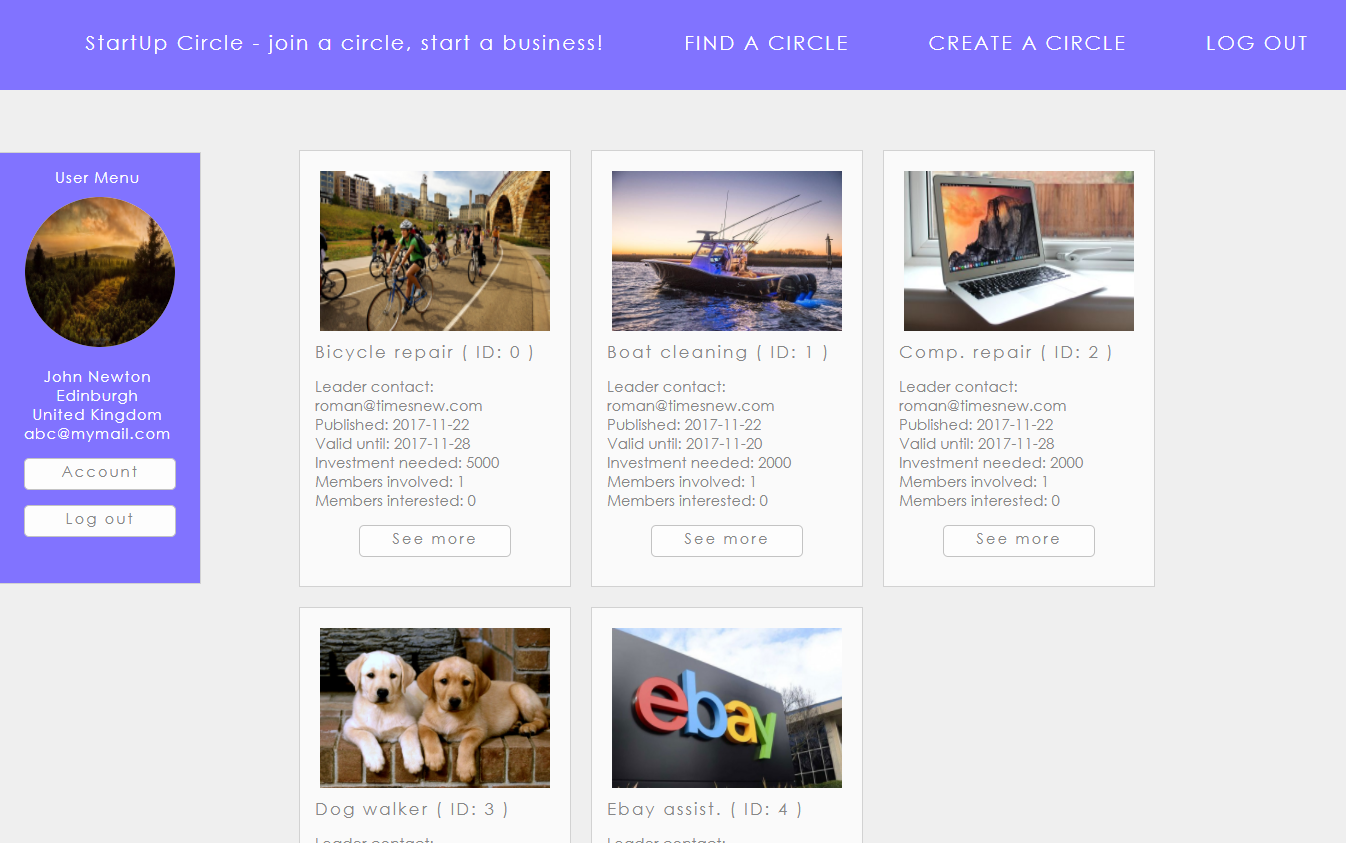 StartUp Circle - join a circle, start a business!
FIND A CIRCLE
CREATE A CIRCLE
LOG OUT
User Menu
John Newton
Edinburgh
United Kingdom
abc@mymail.com
Account
Log out
Bicycle repair ( ID: 0 )
Leader contact:
roman@timesnew.com
Published: 2017-11-22
Valid until: 2017-11-28
Investment needed: 5000
Members involved: 1
Members interested: 0
See more
Boat cleaning ( ID: 1 )
Leader contact:
roman@timesnew.com
Published: 2017-11-22
Valid until: 2017-11-20
Investment needed: 2000
Members involved: 1
Members interested: 0
See more
Comp. repair ( ID: 2 )
Leader contact:
roman@timesnew.com
Published: 2017-11-22
Valid until: 2017-11-28
Investment needed: 2000
Members involved: 1
Members interested: 0
See more
Dog walker ( ID: 3 )
Leader contact:
ebay
Ebay assist. ( ID: 4 )
Leader contact: